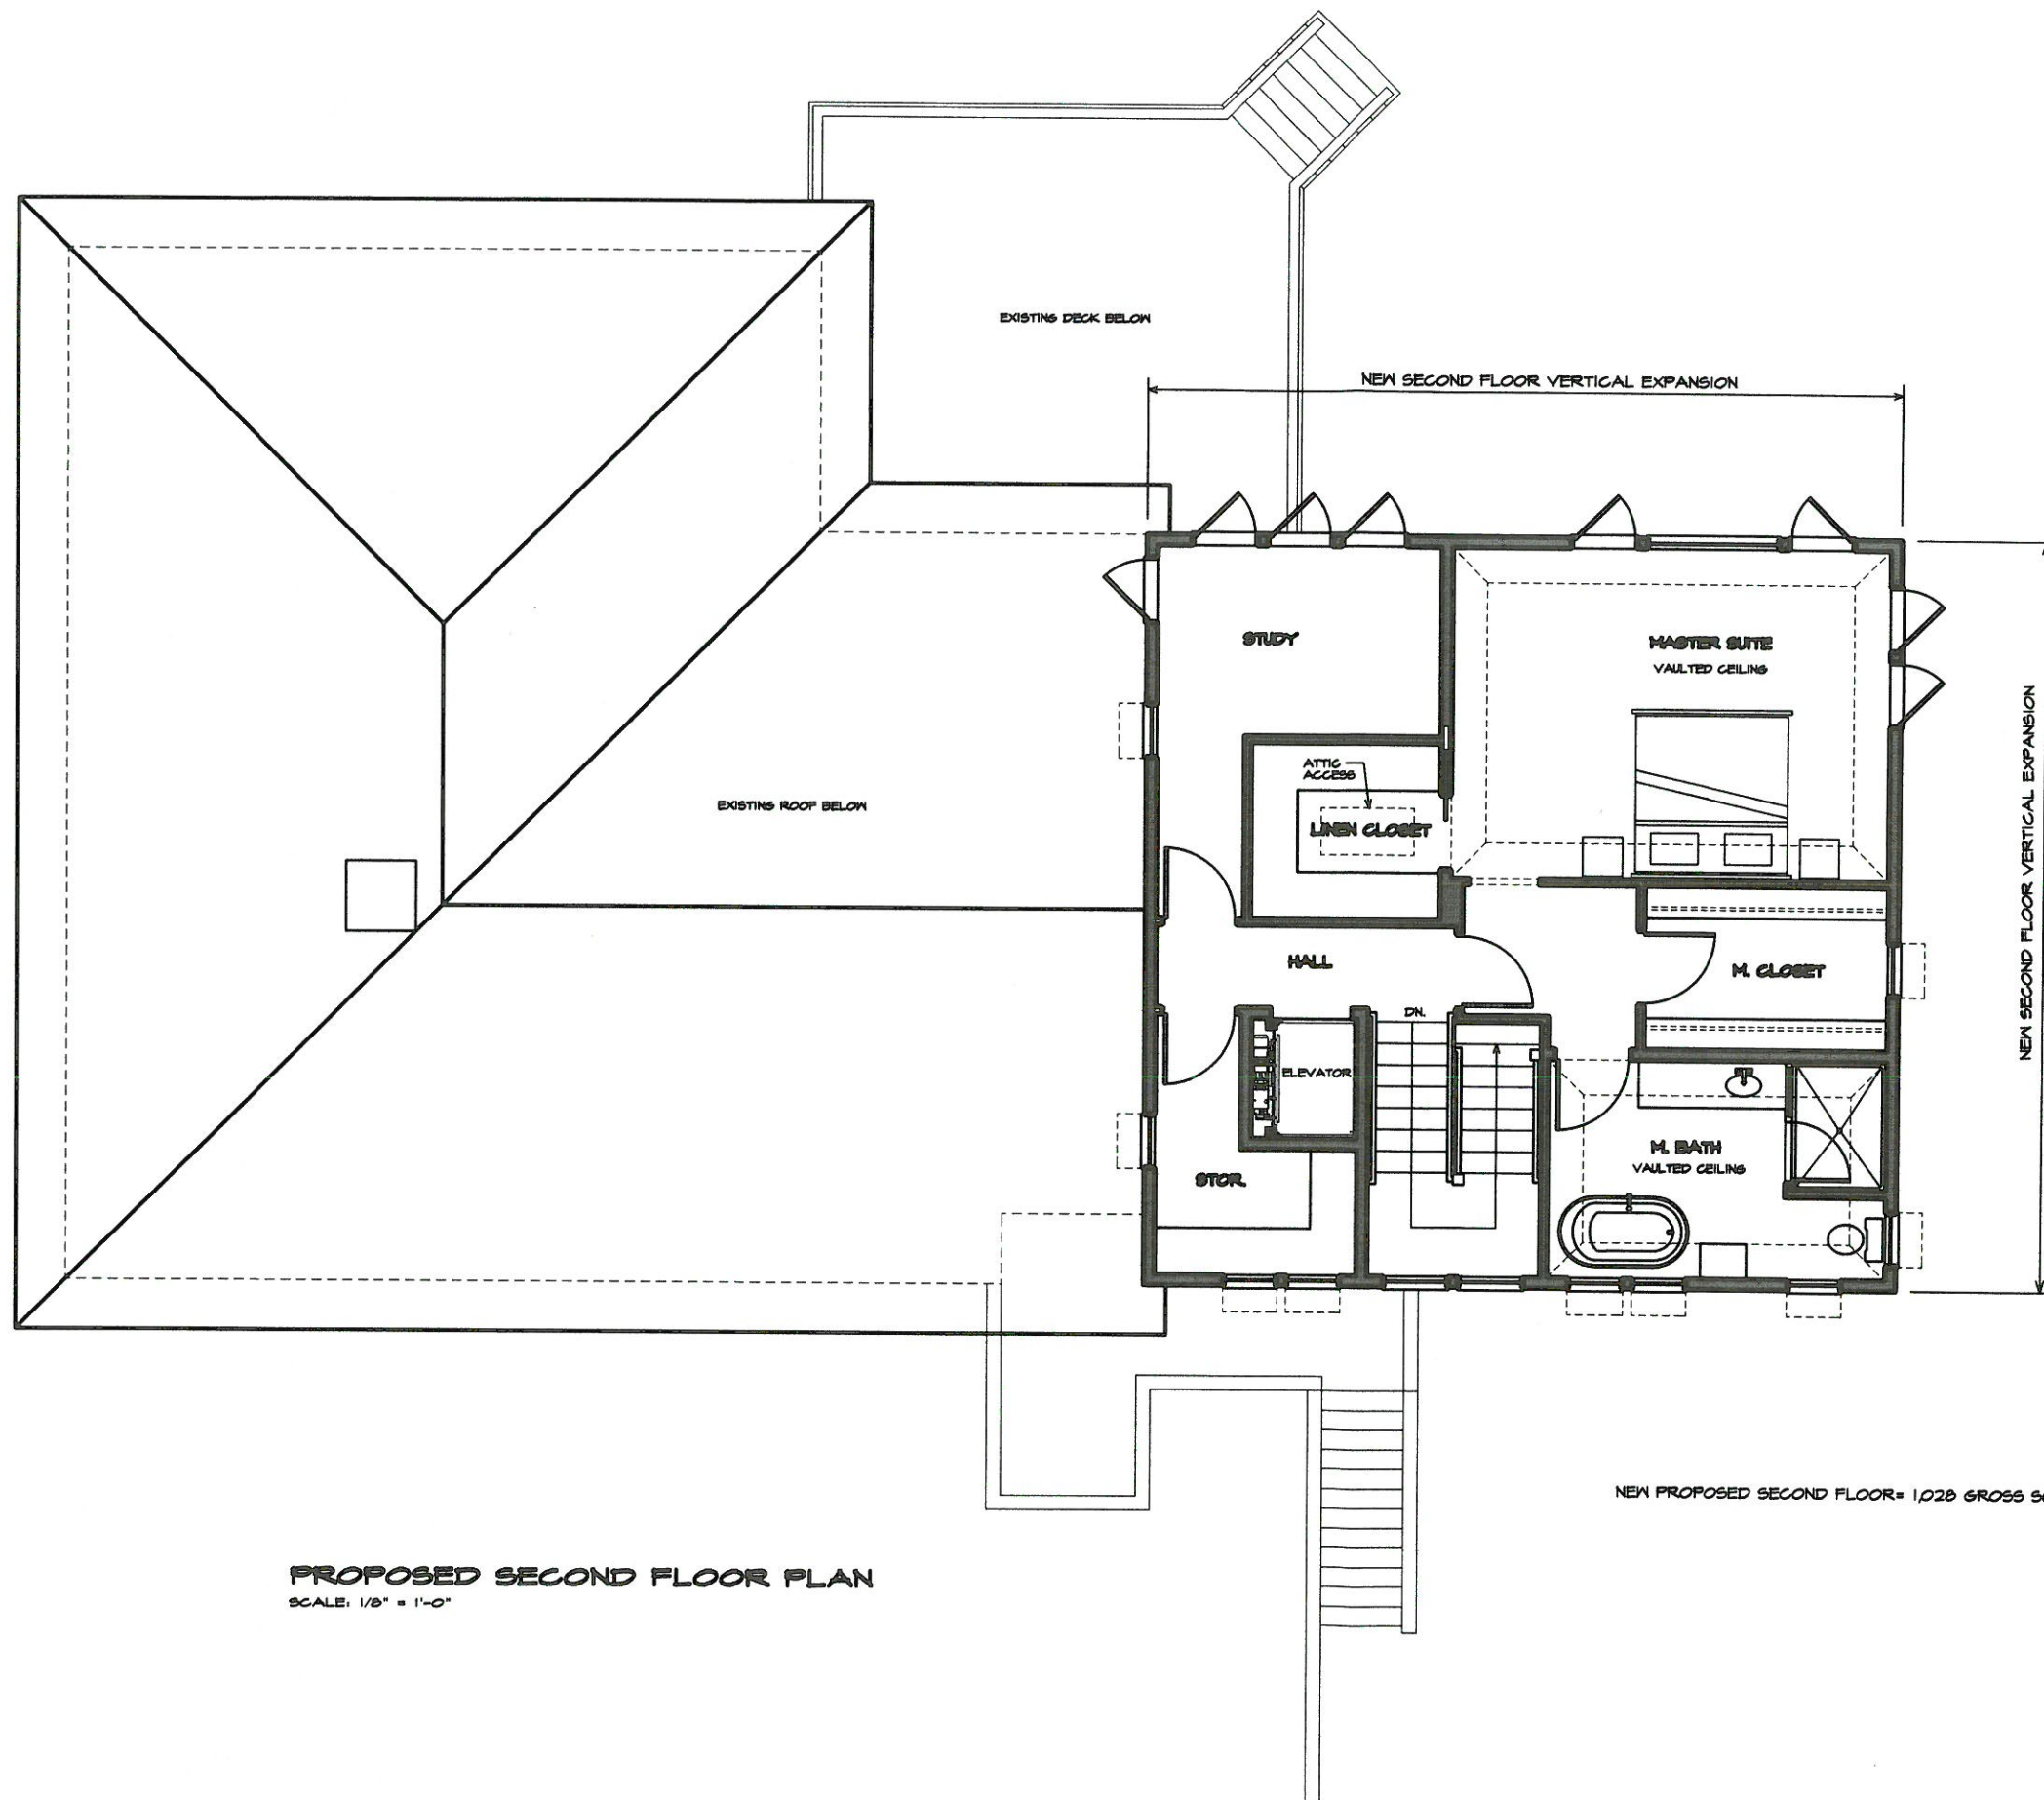 EXISTING DECK BELOW
NEW SECOND FLOOR VERTICAL EXPANSION
STUDY
MASTER SUITE
VAULTED CEILING
NEW SECOND FLOOR VERTICAL EXPANSION
ATTIC
ACCESS
EXISTING ROOF BELOW
LINEN CLOSET
HALL
M. CLOSET
DN.
ELEVATOR
M. BATH
VAULTED CEILING
STOR.
NEW PROPOSED SECOND FLOOR= 1,028 GROSS
PROPOSED SECOND FLOOR PLAN
SCALE: 1/8" = 1'-0"